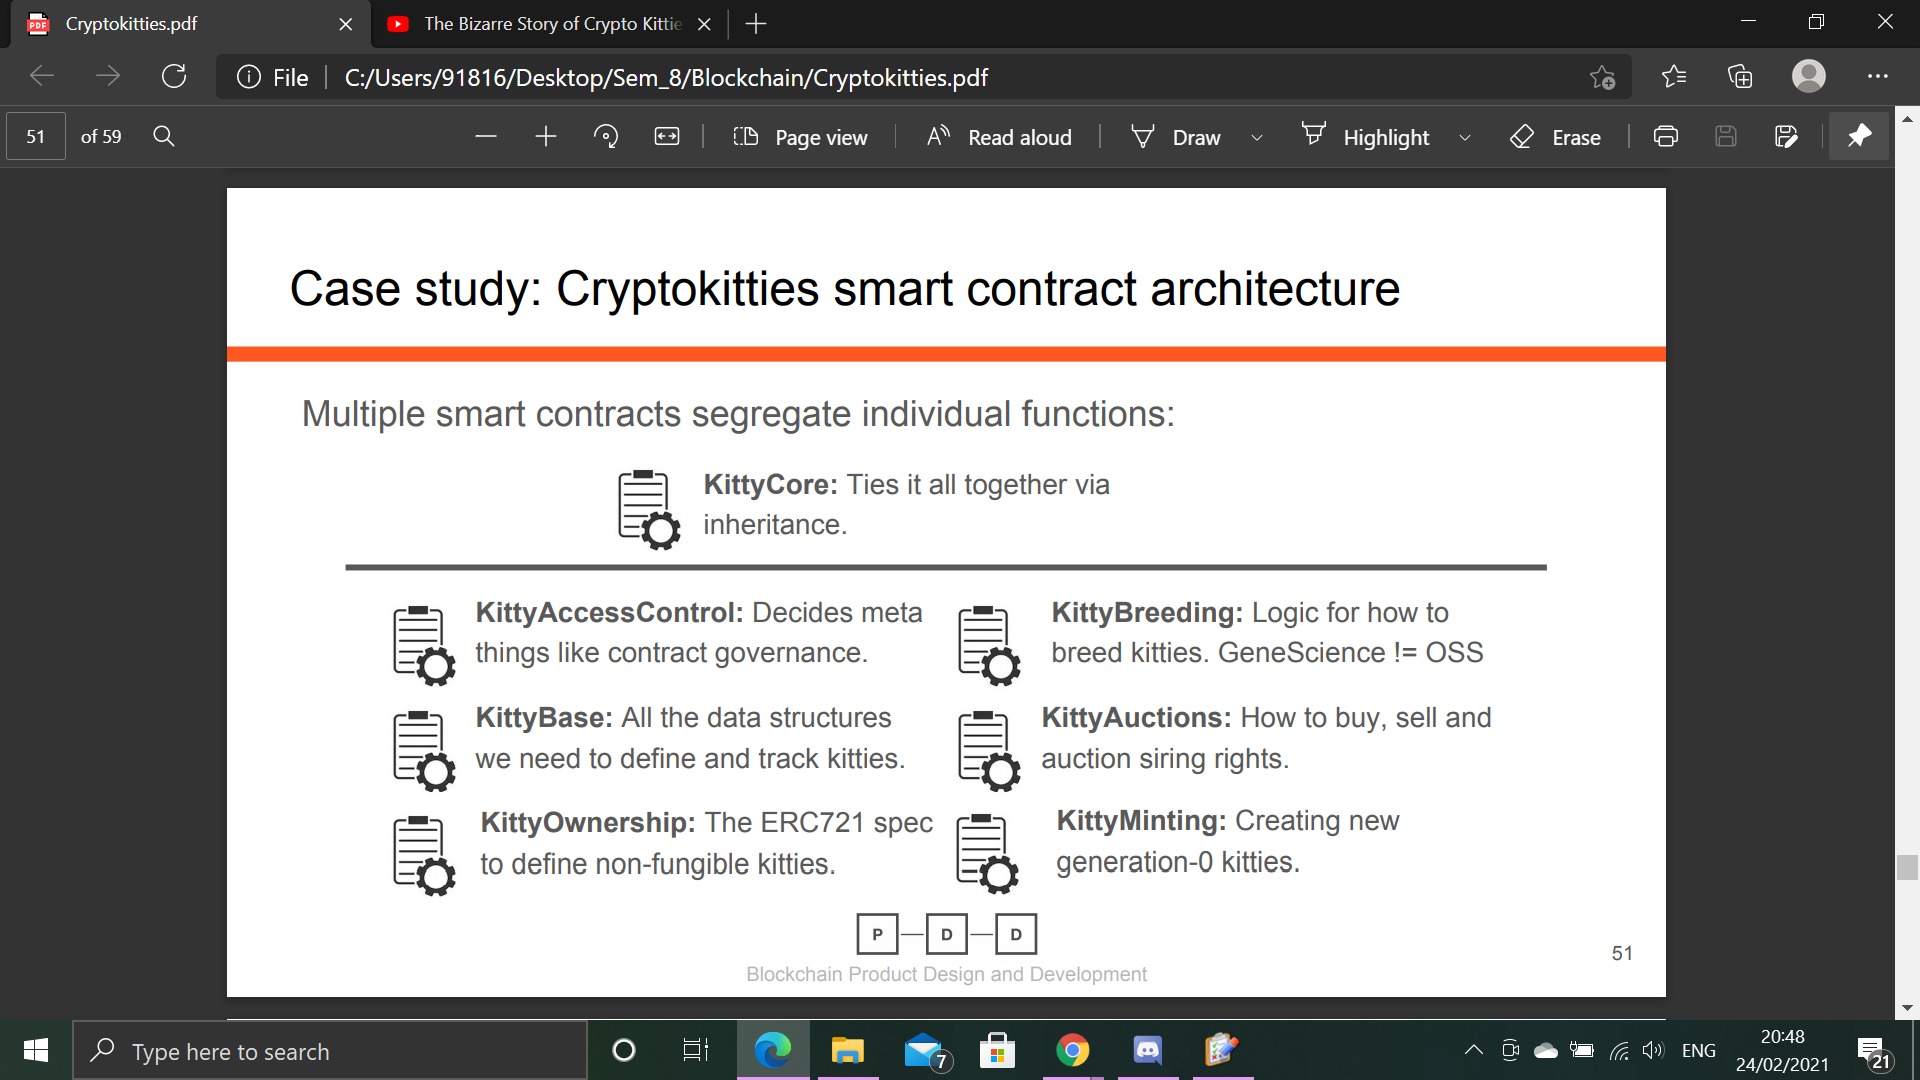 Cryptokitties.pdf
The Bizarre Story of Crypto Kittie
File
C:/Users/91816/Desktop/Sem_8/Blockchain/Cryptokitties.pdf
51 of 59
Page view
Read aloud
Draw
Highlight
Erase
Case study: Cryptokitties smart contract architecture
Multiple smart contracts segregate individual functions:
KittyCore: Ties it all together via
inheritance.
KittyAccessControl: Decides meta
things like contract governance.
KittyBreeding: Logic for how to
breed kitties. GeneScience != OSS
KittyBase: All the data structures
we need to define and track kitties.
KittyAuctions: How to buy, sell and
auction siring rights.
KittyOwnership: The ERC721 spec
to define non-fungible kitties.
KittyMinting: Creating new
generation-0 kitties.
P D D
Blockchain Product Design and Development
51
Type here to search
7
ENG
20:48
24/02/2021
21